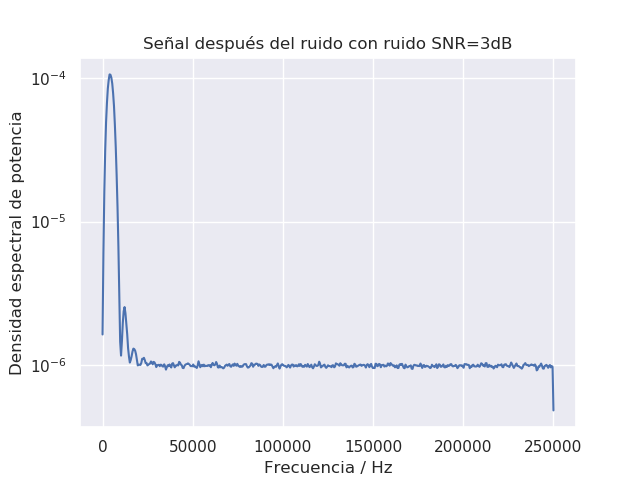 Señal después del ruido con ruido SNR=3dB
Densidad espectral de potencia
10⁻⁴
10⁻⁵
10⁻⁶
0 50000 100000 150000 200000 250000
Frecuencia / Hz